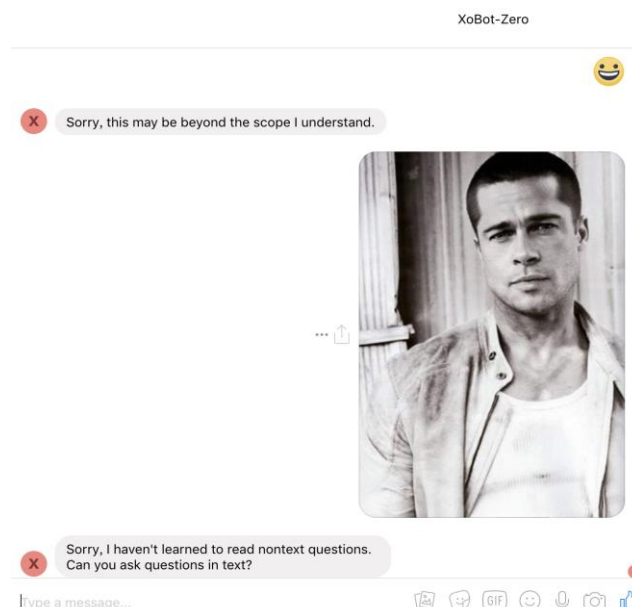 XoBot-Zero
X
Sorry, this may be beyond the scope I understand.
Sorry, I haven't learned to read nontext questions.
Can you ask questions in text?
X
Type a message...
GIF